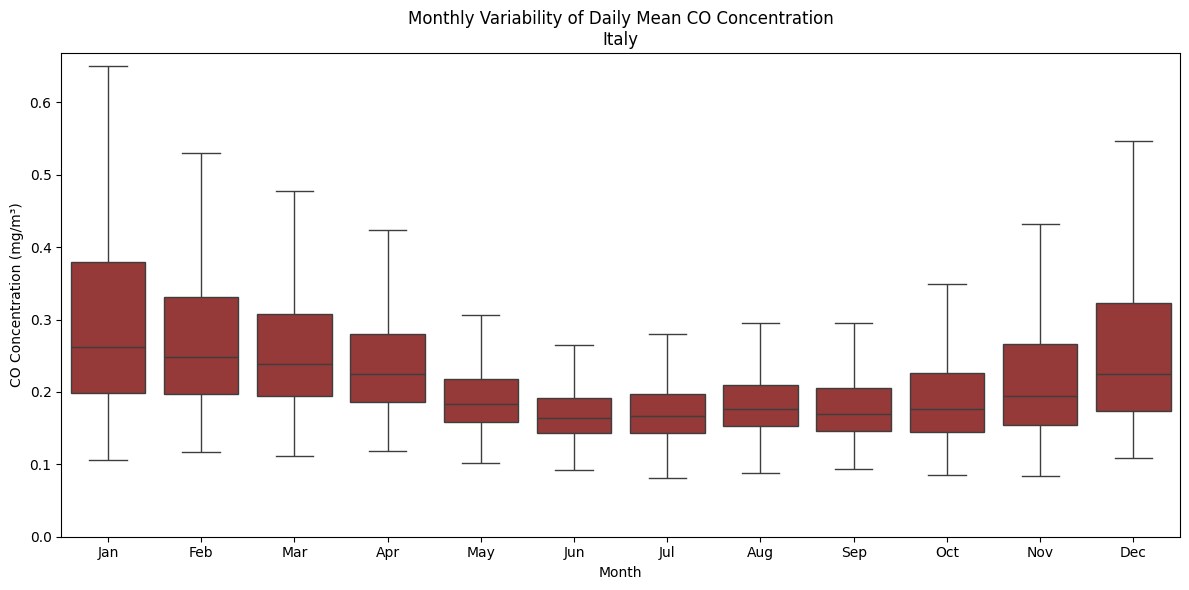 Monthly Variability of Daily Mean CO Concentration
Italy
CO Concentration (mg/m³)
0.6
0.5
0.4
0.3
0.2
0.1
0.0
Jan Feb Mar Apr May Jun Jul Aug Sep Oct Nov Dec
Month